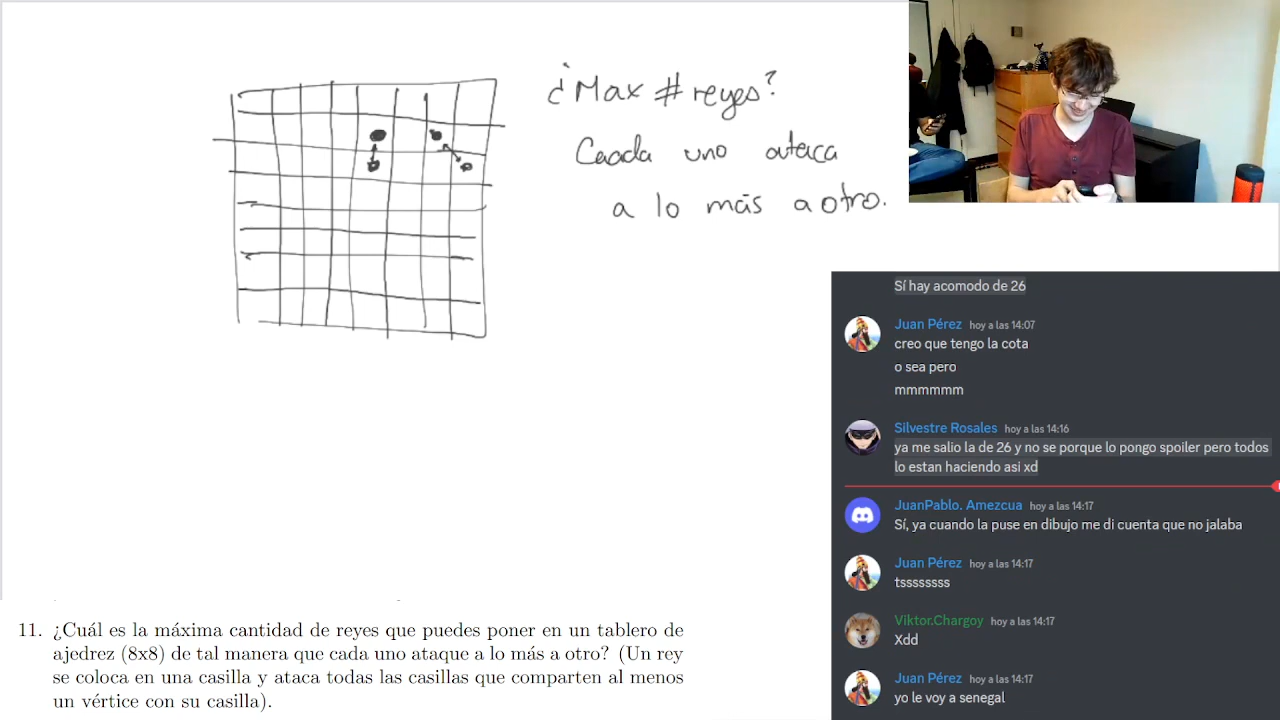 ¿Max # reyes?
Caada uno ataca
a lo más a otro.
Sí hay acomodo de 26
Juan Pérez hoy a las 14:07
creo que tengo la cota
o sea pero
mmmmmm
Silvestre Rosales hoy a las 14:16
ya me salio la de 26 y no se porque lo pongo spoiler pero todos
lo estan haciendo asi xd
JuanPablo. Amezcua hoy a las 14:17
Sí, ya cuando la puse en dibujo me di cuenta que no jalaba
Juan Pérez hoy a las 14:17
tssssssss
Viktor.Chargoy hoy a las 14:17
Xdd
Juan Pérez hoy a las 14:17
yo le voy a senegal
11. ¿Cuál es la máxima cantidad de reyes que puedes poner en un tablero de
ajedrez (8x8) de tal manera que cada uno ataque a lo más a otro? (Un rey
se coloca en una casilla y ataca todas las casillas que comparten al menos
un vértice con su casilla).